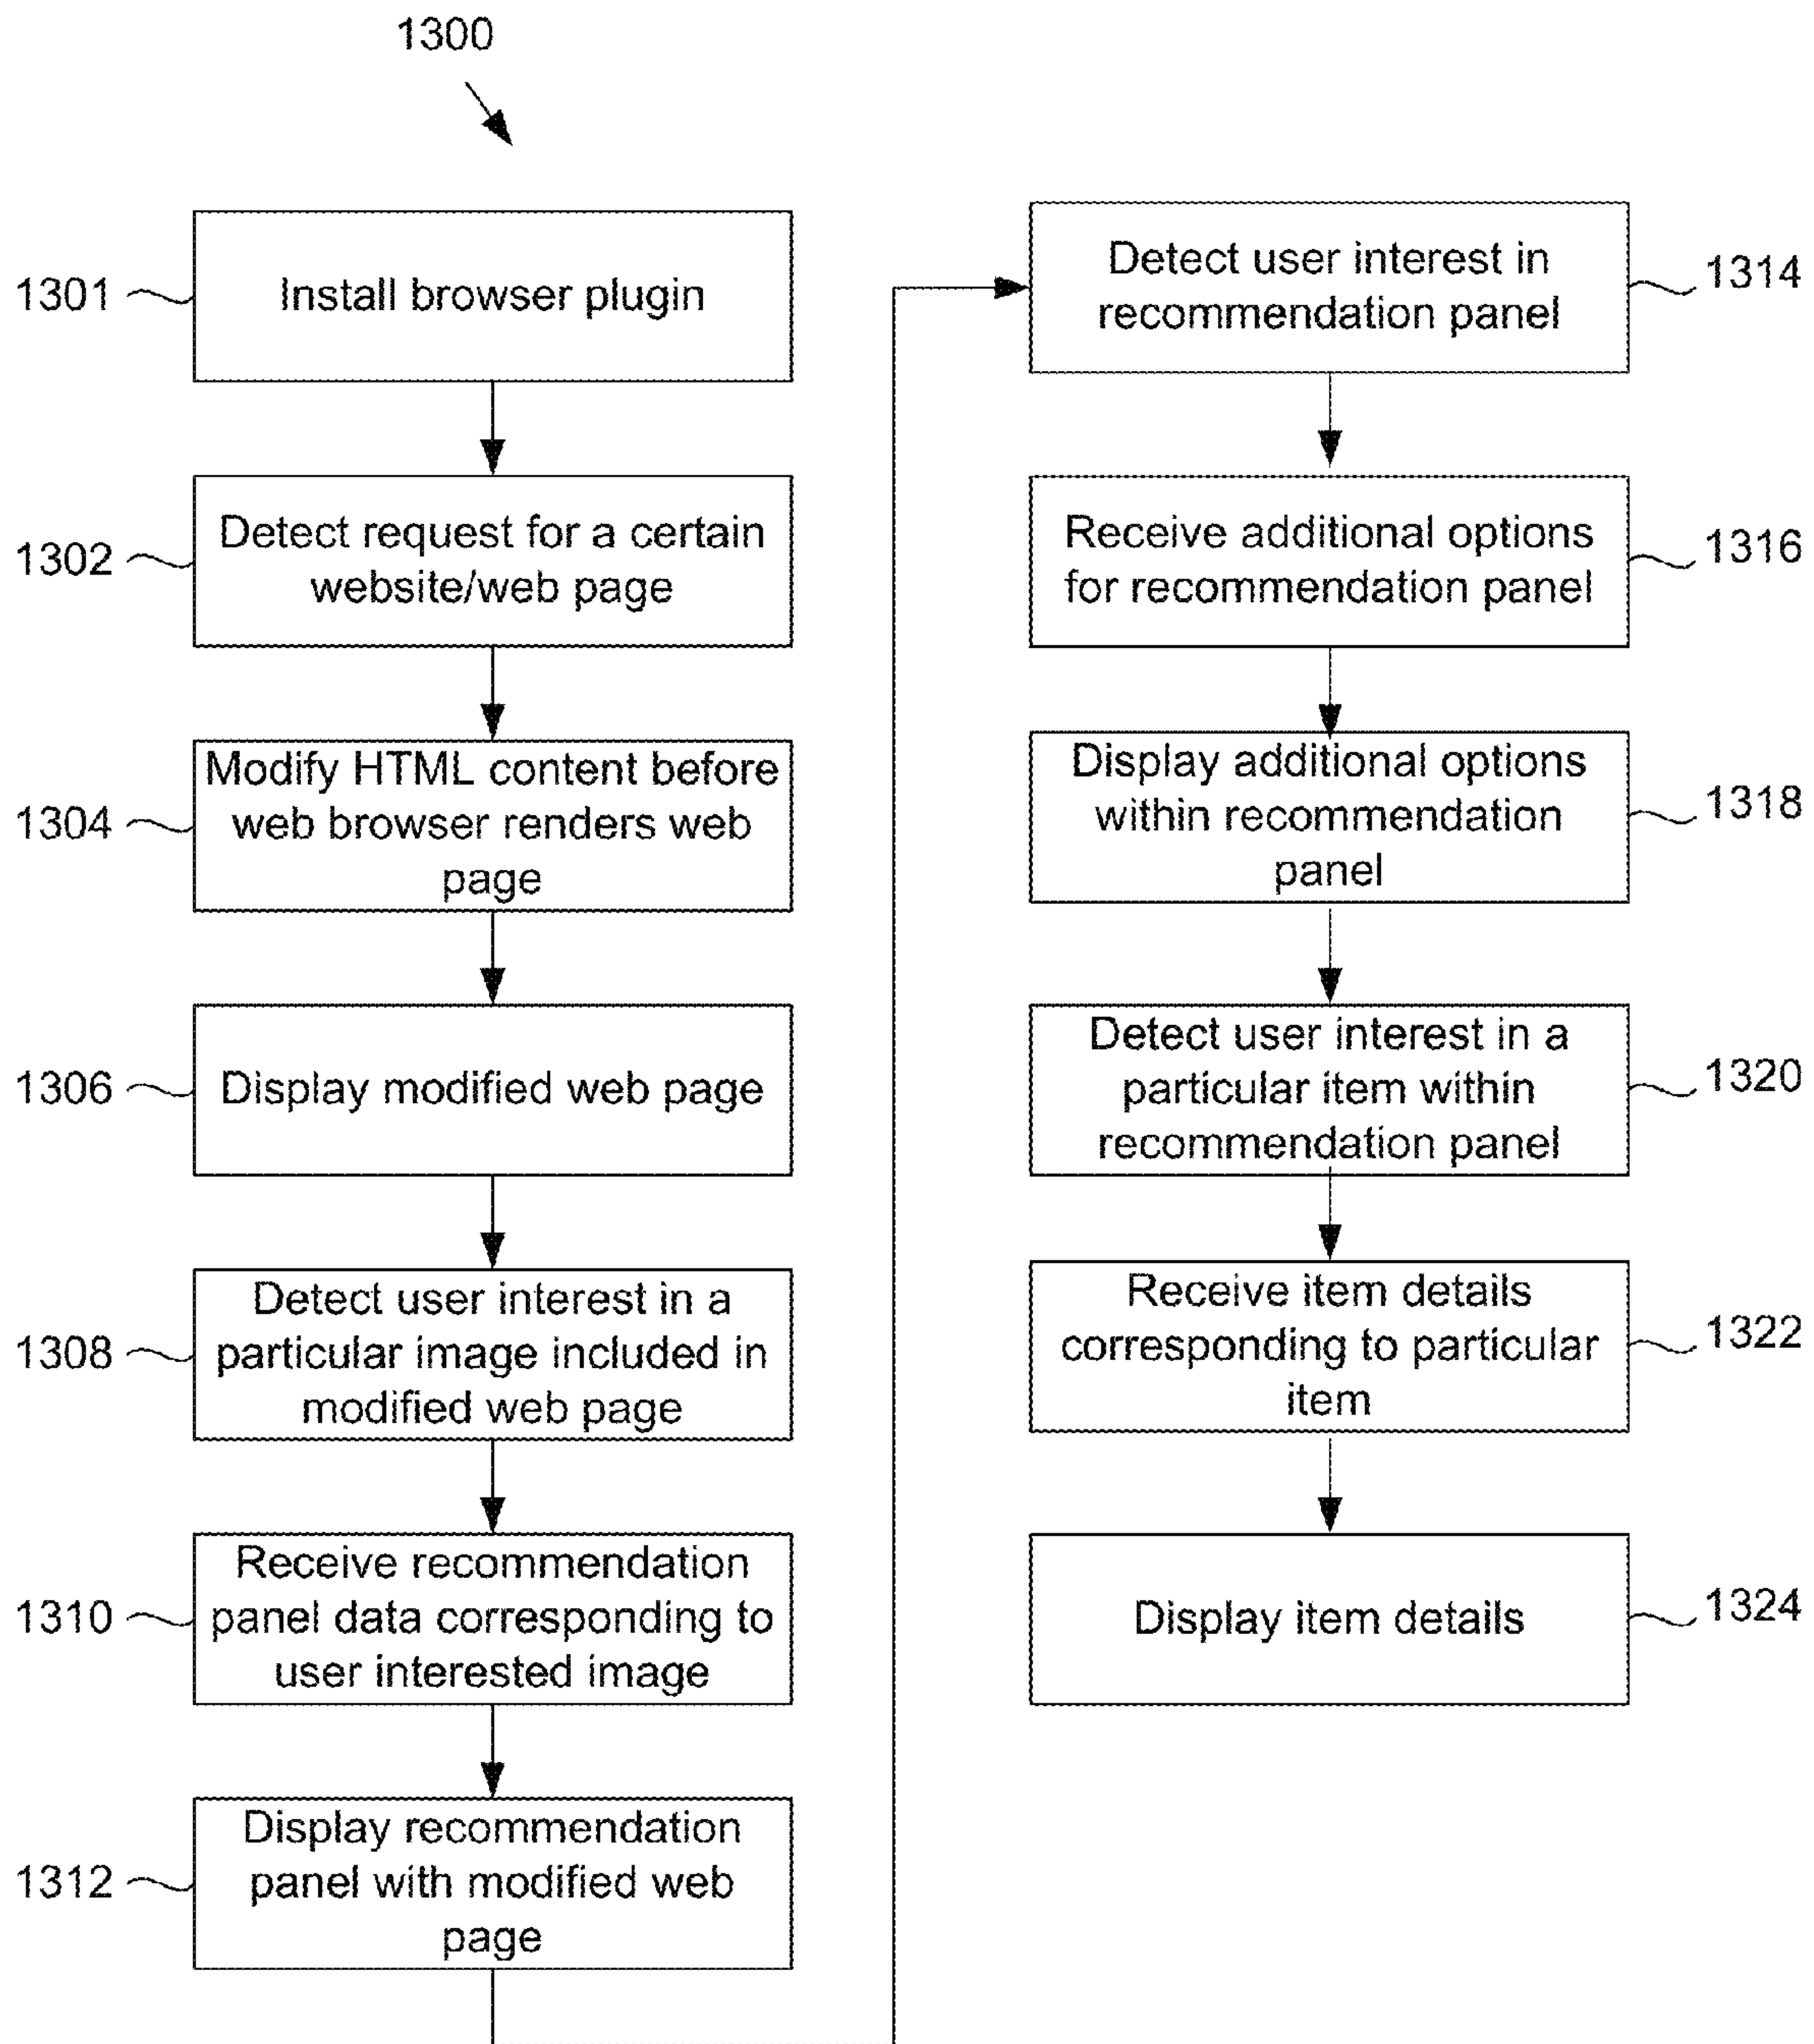 1300
1301
Install browser plugin
1302
Detect request for a certain
website/web page
1304
Modify HTML content before
web browser renders web
page
1306
Display modified web page
1308
Detect user interest in a
particular image included in
modified web page
1310
Receive recommendation
panel data corresponding to
user interested image
1312
Display recommendation
panel with modified web
page
Detect user interest in
recommendation panel
1314
Receive additional options
for recommendation panel
1316
Display additional options
within recommendation
panel
1318
Detect user interest in a
particular item within
recommendation panel
1320
Receive item details
corresponding to particular
item
1322
Display item details
1324